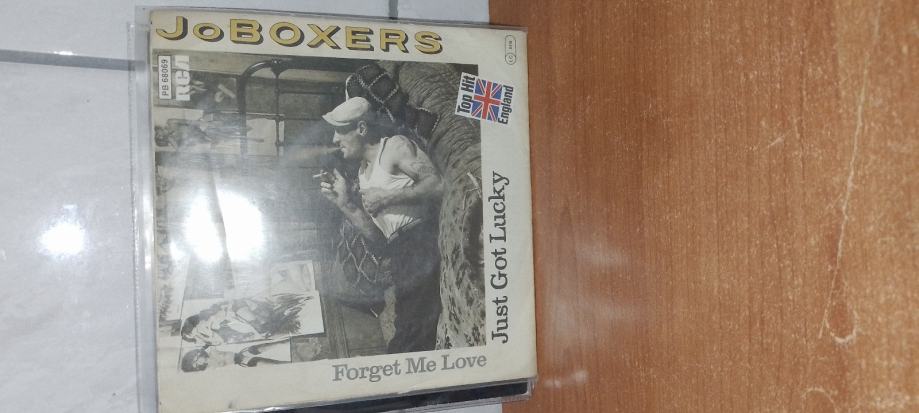 JoBOXERS
PB 68069
RCA
Top Hit
England
Just Got Lucky
Forget Me Love